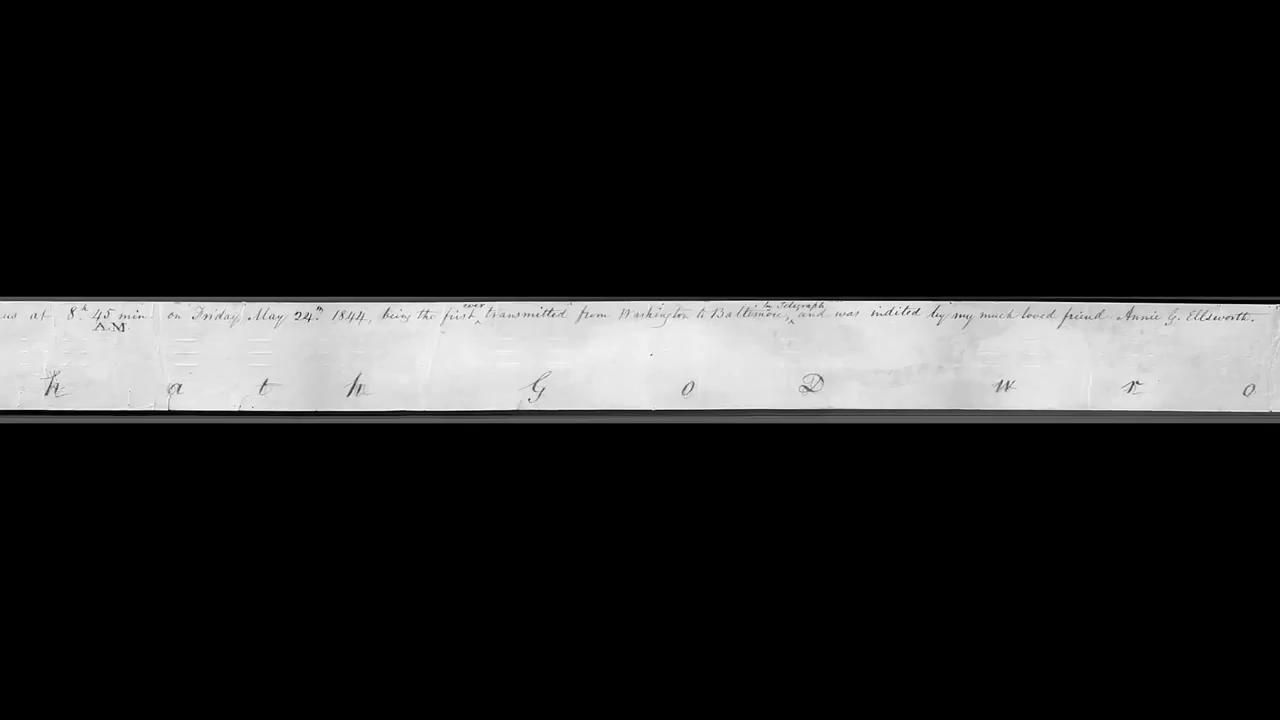 us at 8h. 45 min. on Friday May 24th. 1844, being the first ever transmitted from Washington to Baltimore, by Telegraph and was indited by my much loved friend Annie G. Ellsworth.
A.M.
h a t h G o D w r o